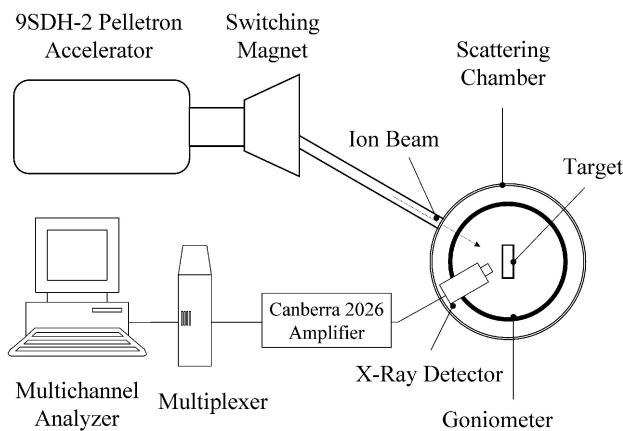 9SDH-2 Pelletron
Accelerator
Switching
Magnet
Scattering
Chamber
Ion Beam
Target
Canberra 2026
Amplifier
X-Ray Detector
Multichannel
Analyzer
Multiplexer
Goniometer